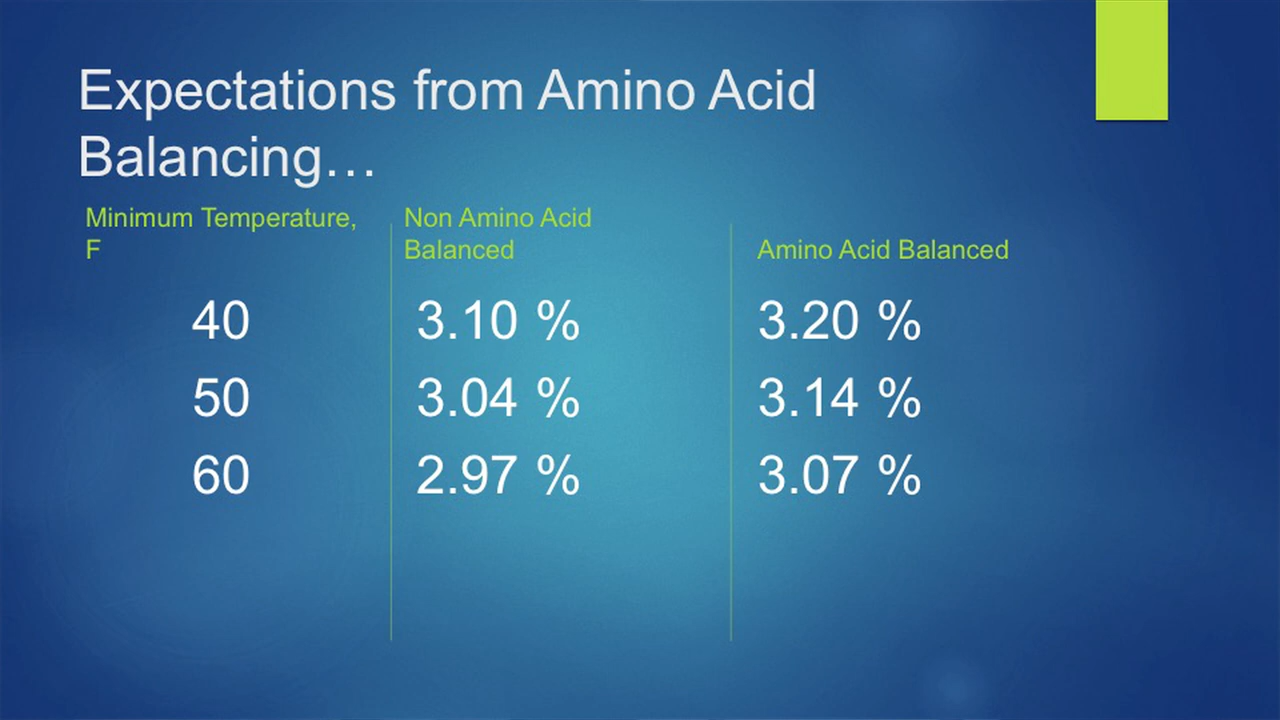 Expectations from Amino Acid
Balancing…
Minimum Temperature,
F
Non Amino Acid
Balanced
Amino Acid Balanced
40 3.10 % 3.20 %
50 3.04 % 3.14 %
60 2.97 % 3.07 %